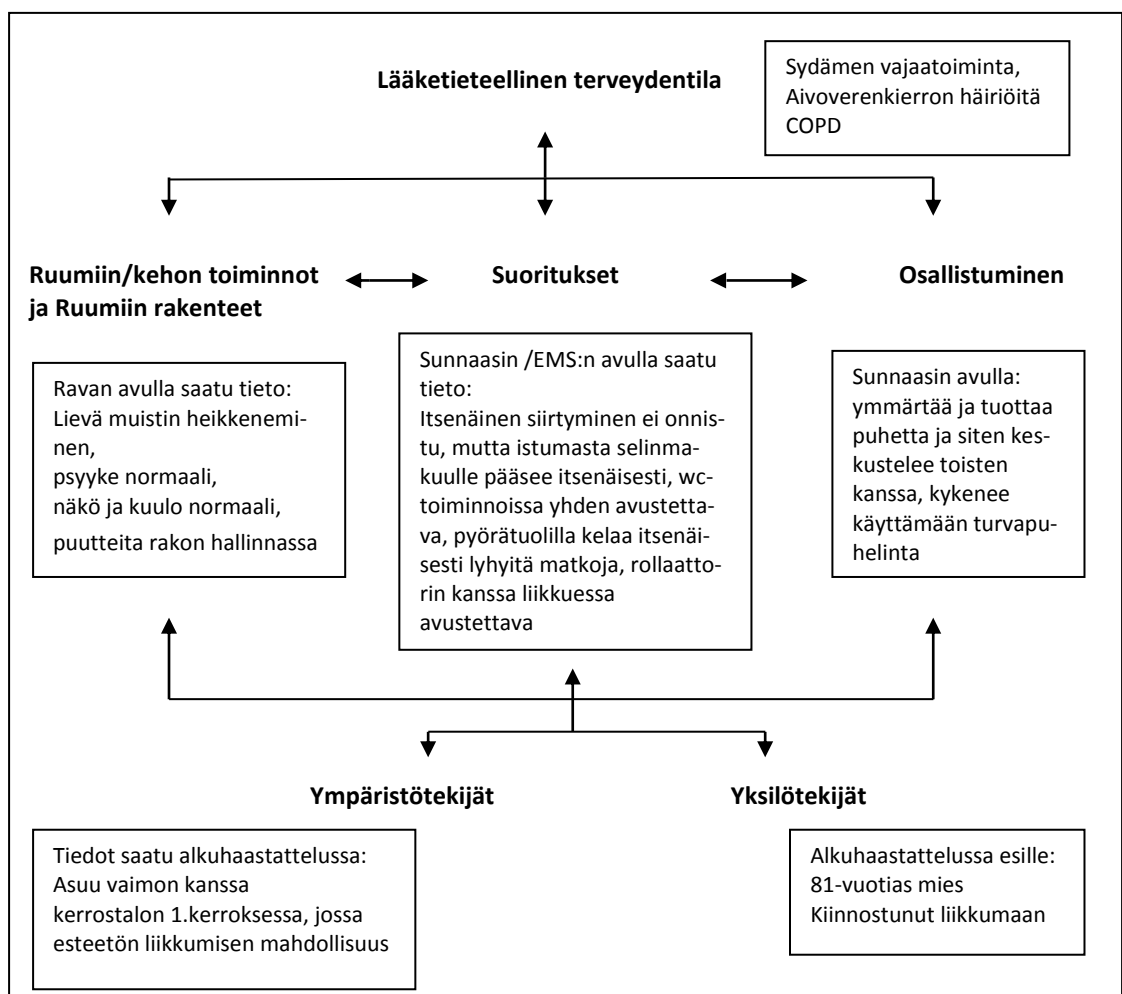 Lääketieteellinen terveydentila
Sydämen vajaatoiminta,
Aivoverenkierron häiriöitä
COPD
Ruumiin/kehon toiminnot
ja Ruumiin rakenteet
Suoritukset
Osallistuminen
Ravan avulla saatu tieto:
Lievä muistin heikkenemi-
nen,
psyyke normaali,
näkö ja kuulo normaali,
puutteita rakon hallinnassa
Sunnaasin /EMS:n avulla saatu
tieto:
Itsenäinen siirtyminen ei onnis-
tu, mutta istumasta selinma-
kuulle pääsee itsenäisesti, wc-
toiminnoissa yhden avustetta-
va, pyörätuolilla kelaa itsenäi-
sesti lyhyitä matkoja, rollaatto-
rin kanssa liikkuessa
avustettava
Sunnaasin avulla:
ymmärtää ja tuottaa
puhetta ja siten kes-
kustelee toisten
kanssa, kykenee
käyttämään turvapu-
helinta
Ympäristötekijät
Yksilötekijät
Tiedot saatu alkuhaastattelussa:
Asuu vaimon kanssa
kerrostalon 1.kerroksessa, jossa
esteetön liikkumisen mahdollisuus
Alkuhaastattelussa esille:
81-vuotias mies
Kiinnostunut liikkumaan